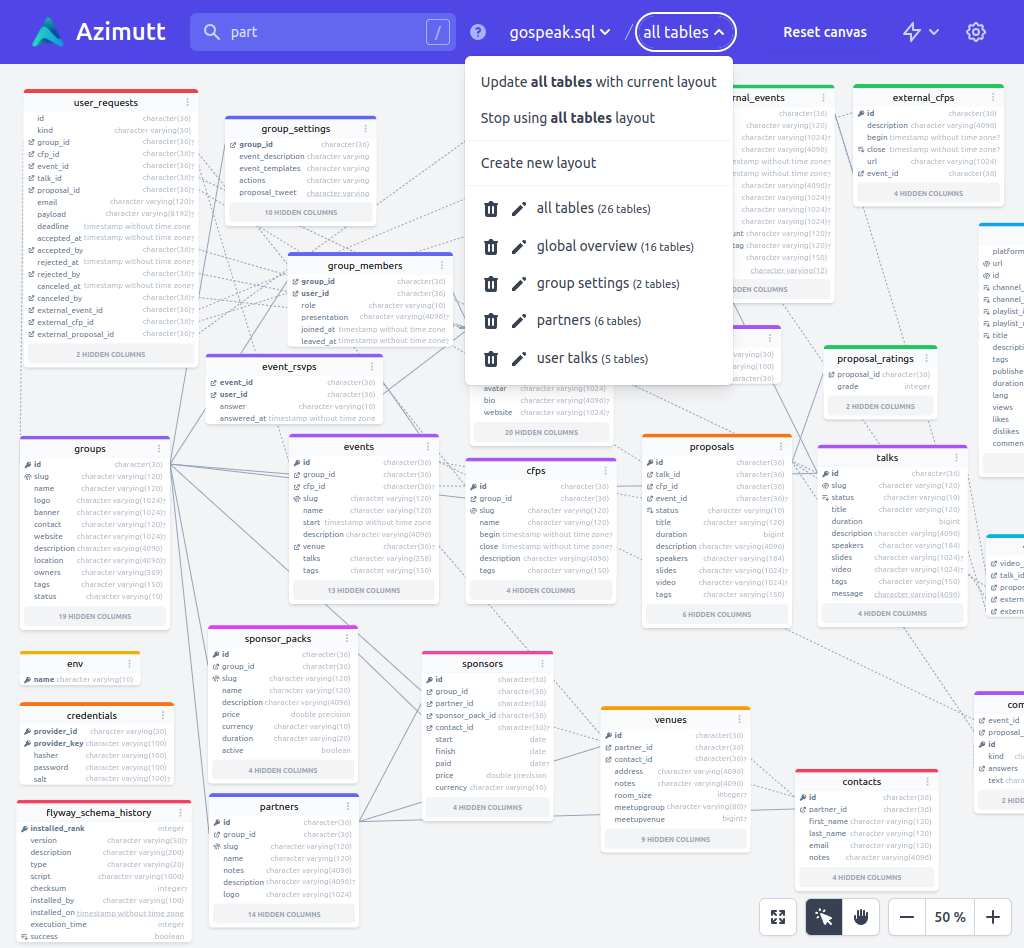 Azimutt
part
/
?
gospeak.sql
/
all tables
Reset canvas
Update all tables with current layout
Stop using all tables layout
Create new layout
all tables (26 tables)
global overview (16 tables)
group settings (2 tables)
partners (6 tables)
user talks (5 tables)
user_requests
id character(36)
kind character varying(30)
group_id character(36)?
cfp_id character(36)?
event_id character(36)?
talk_id character(36)?
proposal_id character(36)?
email character varying(120)?
payload character varying(8192)?
deadline timestamp without time zone
accepted_at timestamp without time zone?
accepted_by character(36)?
rejected_at timestamp without time zone?
rejected_by character(36)?
canceled_at timestamp without time zone?
canceled_by character(36)?
external_event_id character(36)?
external_cfp_id character(36)?
external_proposal_id character(36)?
2 HIDDEN COLUMNS
group_settings
group_id character(36)
event_description character varying
event_templates character varying
actions character varying
proposal_tweet character varying
10 HIDDEN COLUMNS
group_members
group_id character(36)
user_id character(36)
role character varying(10)
presentation character varying(4096)?
joined_at timestamp without time zone
leaved_at timestamp without time zone?
event_rsvps
event_id character(36)
user_id character(36)
answer character varying(10)
answered_at timestamp without time zone
rnal_events
character(36)
character varying(120)
character varying(4096)
character varying(4096)
stamp without time zone?
character varying(4096)?
character varying(1024)?
character varying(1024)?
character varying(1024)?
unt character varying(120)?
tag character varying(120)?
character varying(150)
character varying(12)
DDEN COLUMNS
external_cfps
id character(36)
description character varying(4096)
begin timestamp without time zone?
close timestamp without time zone?
url character varying(1024)
event_id character(36)
4 HIDDEN COLUMNS
platform
url
id
channel_
channel_
playlist_i
playlist_n
title
descripti
tags
publishe
duration
lang
views
likes
dislikes
commen
varying(30)
varying(100)
character(36)
avatar character varying(1024)
bio character varying(4096)?
website character varying(1024)?
20 HIDDEN COLUMNS
proposal_ratings
proposal_id character(36)
grade integer
2 HIDDEN COLUMNS
groups
id character(36)
slug character varying(120)
name character varying(120)
logo character varying(1024)?
banner character varying(1024)?
contact character varying(120)?
website character varying(1024)?
description character varying(4096)
location character varying(4096)?
owners character varying(369)
tags character varying(150)
status character varying(10)
19 HIDDEN COLUMNS
events
id character(36)
group_id character(36)
cfp_id character(36)?
slug character varying(120)
name character varying(120)
start timestamp without time zone
description character varying(4096)
venue character(36)?
talks character varying(258)
tags character varying(150)
13 HIDDEN COLUMNS
cfps
id character(36)
group_id character(36)
slug character varying(120)
name character varying(120)
begin timestamp without time zone?
close timestamp without time zone?
description character varying(4096)
tags character varying(150)
4 HIDDEN COLUMNS
proposals
id character(36)
talk_id character(36)
cfp_id character(36)
event_id character(36)?
status character varying(10)
title character varying(120)
duration bigint
description character varying(4096)
speakers character varying(184)
slides character varying(1024)?
video character varying(1024)?
tags character varying(150)
6 HIDDEN COLUMNS
talks
id character(36)
slug character varying(120)
status character varying(10)
title character varying(120)
duration bigint
description character varying(4096)
speakers character varying(184)
slides character varying(1024)?
video character varying(1024)?
tags character varying(150)
message character varying(4096)
4 HIDDEN COLUMNS
video_
talk_id
propos
extern
extern
env
name character varying(10)
credentials
provider_id character varying(30)
provider_key character varying(100)
hasher character varying(100)
password character varying(100)
salt character varying(100)?
flyway_schema_history
installed_rank integer
version character varying(50)?
description character varying(200)
type character varying(20)
script character varying(1000)
checksum integer?
installed_by character varying(100)
installed_on timestamp without time zone
execution_time integer
success boolean
sponsor_packs
id character(36)
group_id character(36)
slug character varying(120)
name character varying(120)
description character varying(4096)
price double precision
currency character varying(10)
duration character varying(20)
active boolean
4 HIDDEN COLUMNS
partners
id character(36)
group_id character(36)
slug character varying(120)
name character varying(120)
notes character varying(4096)
description character varying(4096)?
logo character varying(1024)
14 HIDDEN COLUMNS
sponsors
id character(36)
group_id character(36)
partner_id character(36)
sponsor_pack_id character(36)
contact_id character(36)?
start date
finish date
paid date?
price double precision
currency character varying(10)
4 HIDDEN COLUMNS
venues
id character(36)
partner_id character(36)
contact_id character(36)?
address character varying(4096)
notes character varying(4096)
room_size integer?
meetupgroup character varying(80)?
meetupvenue bigint?
9 HIDDEN COLUMNS
contacts
id character(36)
partner_id character(36)
first_name character varying(120)
last_name character varying(120)
email character varying(120)
notes character varying(4096)
4 HIDDEN COLUMNS
com
event_id
proposal_
id
kind cha
answers
text chara
2 HIDD
50 %